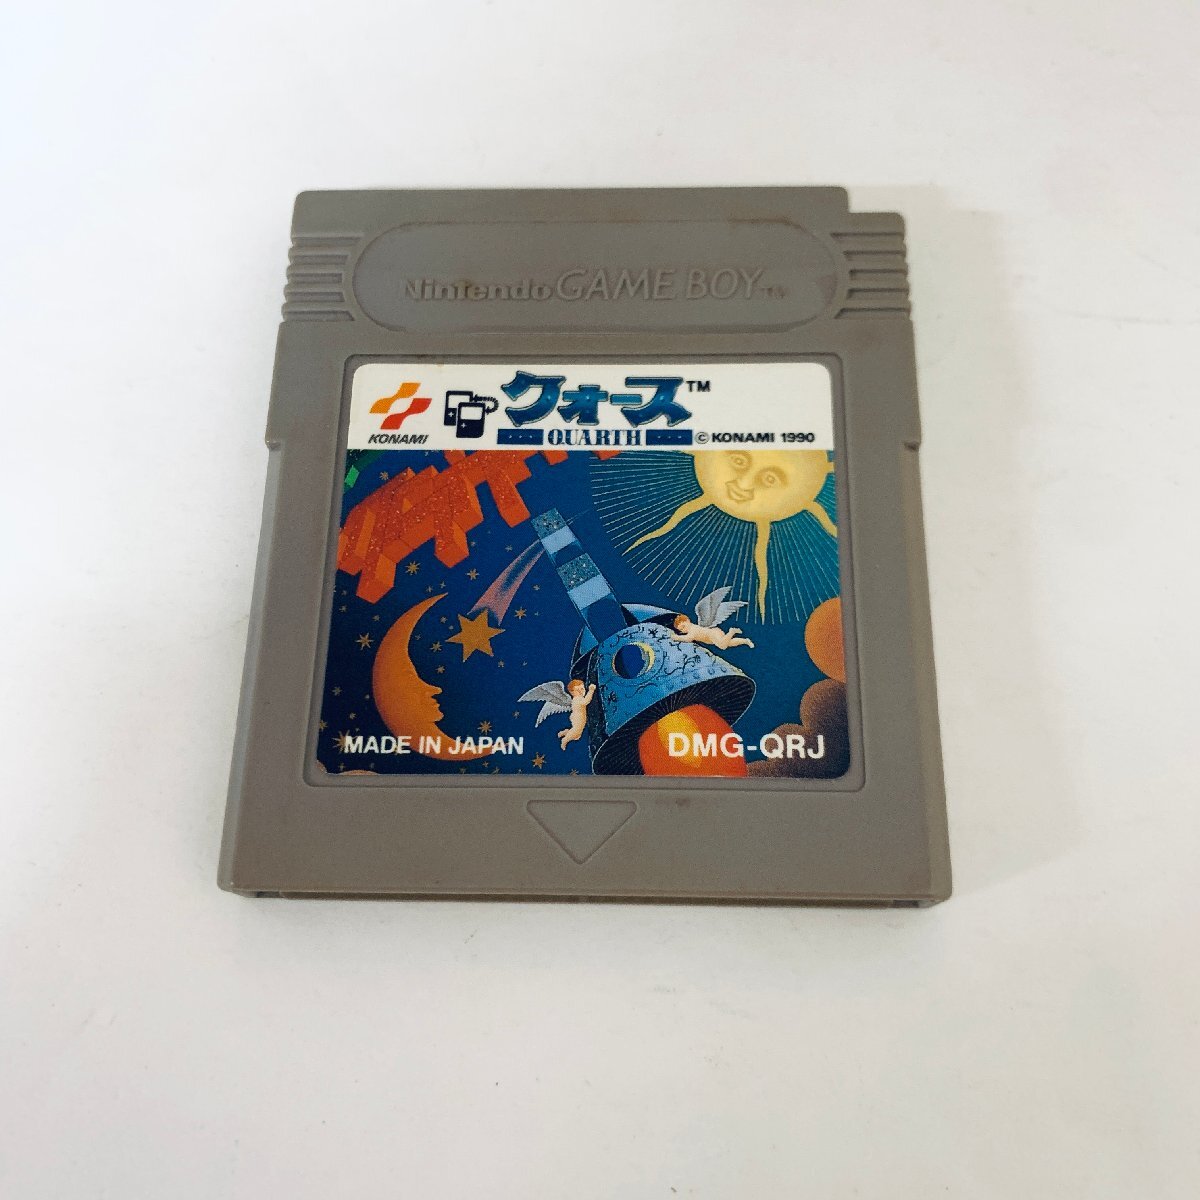 Nintendo GAME BOY TM
クォース TM
KONAMI
QUARTH
© KONAMI 1990
MADE IN JAPAN
DMG-QRJ